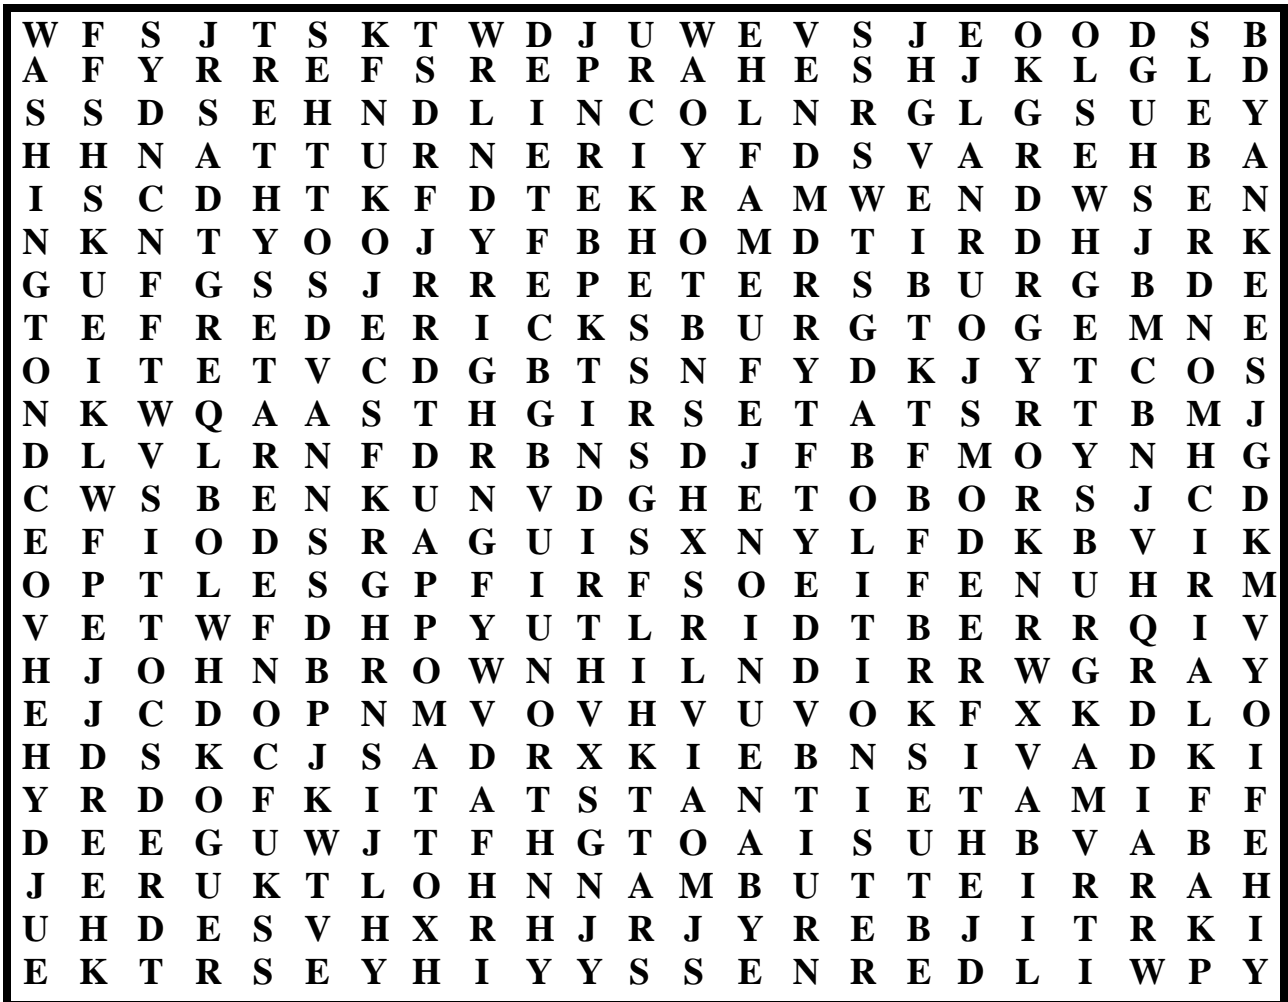 W F S J T S K T W D J U W E V S J E O O D S B
A F Y R R E F S R E P R A H E S H J K L G L D
S S D S E H N D L I N C O L N R G L G S U E Y
H H N A T T U R N E R I Y F D S V A R E H B A
I S C D H T K F D T E K R A M W E N D W S E N
N K N T Y O O J Y F B H O M D T I R D H J R K
G U F G S S J R R E P E T E R S B U R G B D E
T E F R E D E R I C K S B U R G T O G E M N E
O I T E T V C D G B T S N F Y D K J Y T C O S
N K W Q A A S T H G I R S E T A T S R T B M J
D L V L R N F D R B N S D J F B F M O Y N H G
C W S B E N K U N V D G H E T O B O R S J C D
E F I O D S R A G U I S X N Y L F D K B V I K
O P T L E S G P F I R F S O E I F E N U H R M
V E T W F D H P Y U T L R I D T B E R R Q I V
H J O H N B R O W N H I L N D I R R W G R A Y
E J C D O P N M V O V H V U V O K F X K D L O
H D S K C J S A D R X K I E B N S I V A D K I
Y R D O F K I T A T S T A N T I E T A M I F F
D E E G U W J T F H G T O A I S U H B V A B E
J E R U K T L O H N N A M B U T T E I R R A H
U H D E S V H X R H J R J Y R E B J I T R K I
E K T R S E Y H I Y Y S S E N R E D L I W P Y